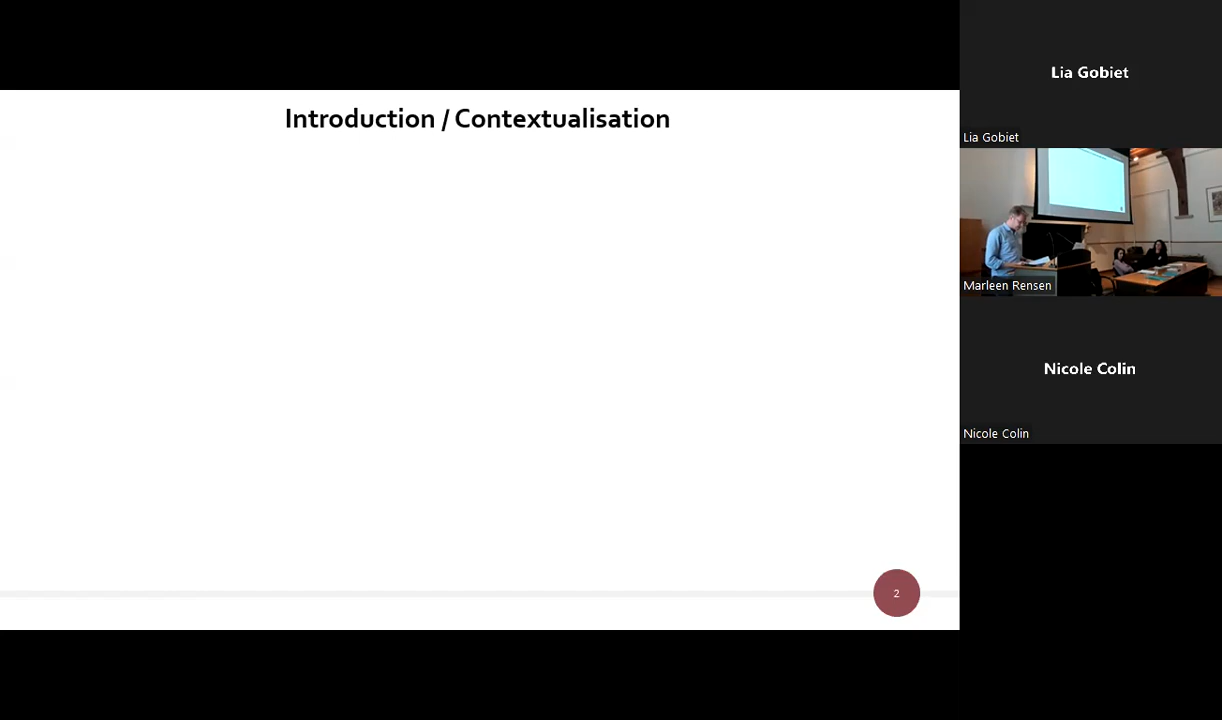 Introduction / Contextualisation
2
Lia Gobiet
Lia Gobiet
Marleen Rensen
Nicole Colin
Nicole Colin